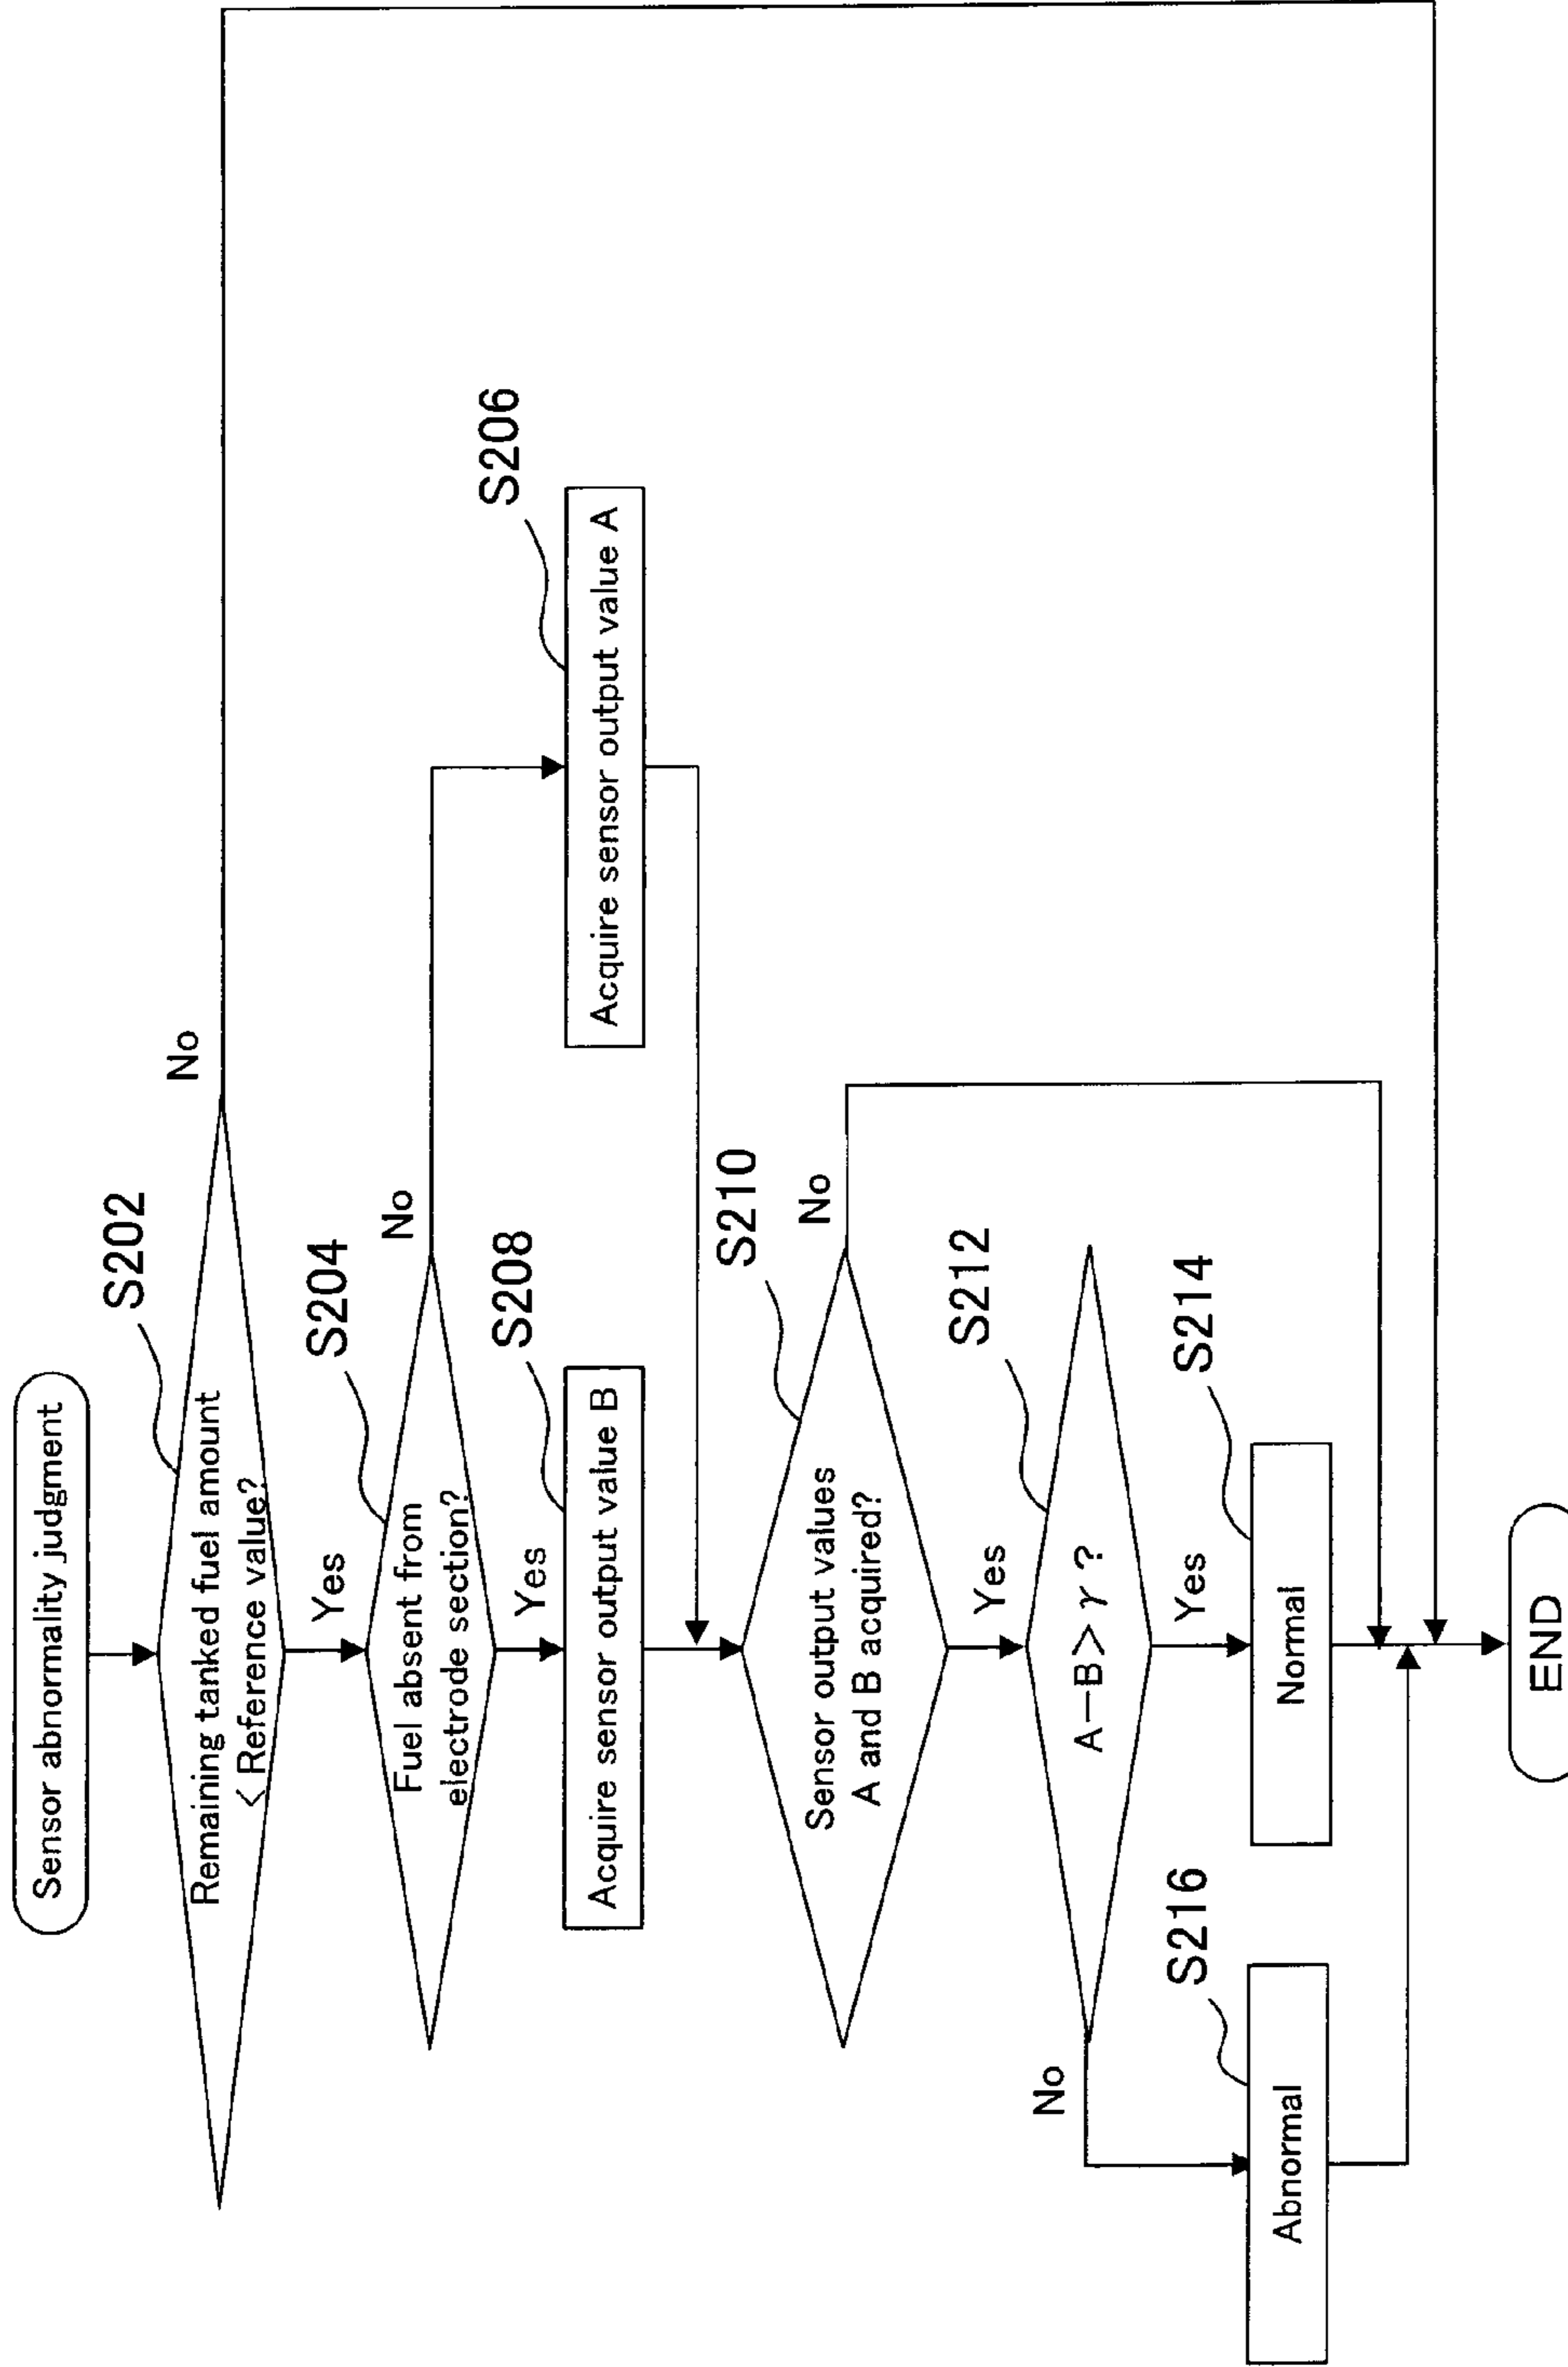 Sensor abnormality judgment
S202
Remaining tanked fuel amount
< Reference value?
No
Yes
S204
Fuel absent from
electrode section?
No
Yes
S208
Acquire sensor output value B
S206
Acquire sensor output value A
S210
Sensor output values
A and B acquired?
No
Yes
S212
A−B>γ?
No
Yes
S214
Normal
S216
Abnormal
END